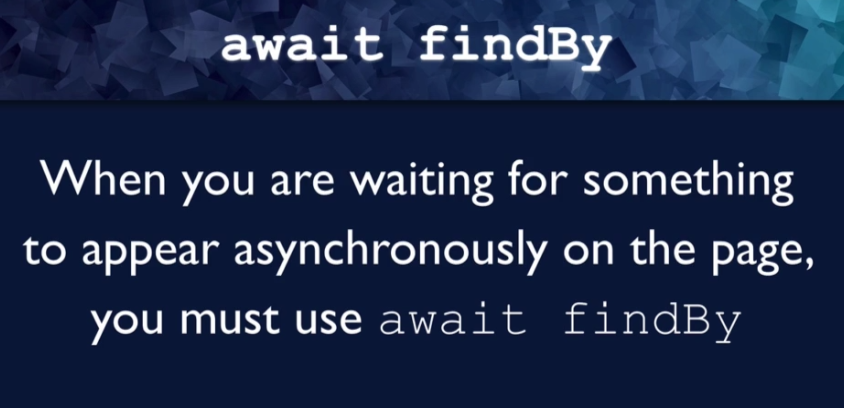 await findBy
When you are waiting for something
to appear asynchronously on the page,
you must use await findBy